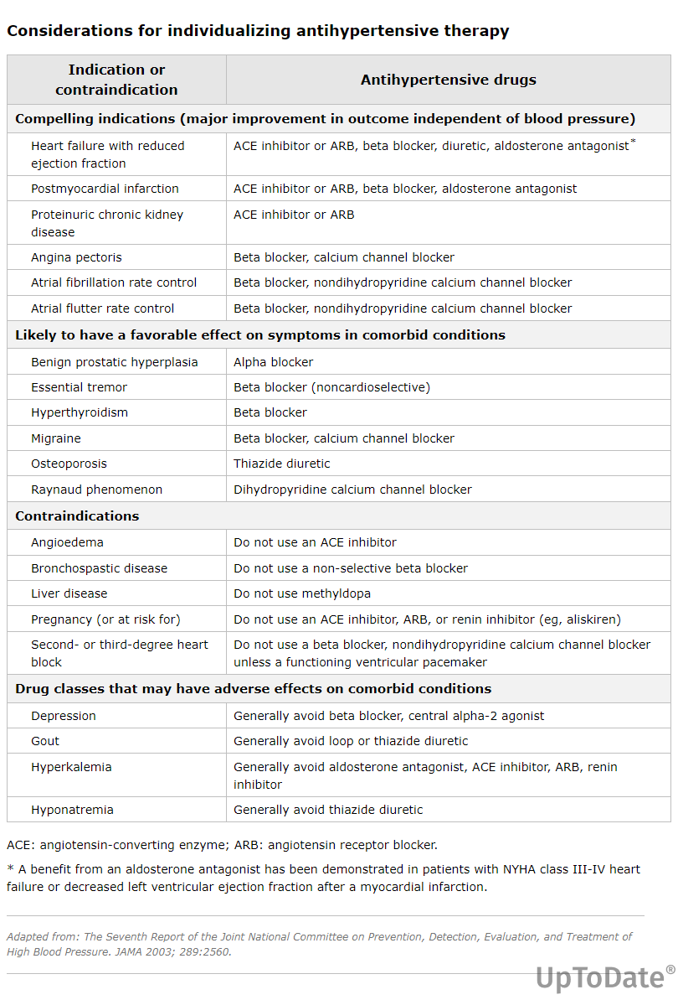 Considerations for individualizing antihypertensive therapy
Indication or
contraindication
Antihypertensive drugs
Compelling indications (major improvement in outcome independent of blood pressure)
Heart failure with reduced
ejection fraction
ACE inhibitor or ARB, beta blocker, diuretic, aldosterone antagonist*
Postmyocardial infarction
ACE inhibitor or ARB, beta blocker, aldosterone antagonist
Proteinuric chronic kidney
disease
ACE inhibitor or ARB
Angina pectoris
Beta blocker, calcium channel blocker
Atrial fibrillation rate control
Beta blocker, nondihydropyridine calcium channel blocker
Atrial flutter rate control
Beta blocker, nondihydropyridine calcium channel blocker
Likely to have a favorable effect on symptoms in comorbid conditions
Benign prostatic hyperplasia
Alpha blocker
Essential tremor
Beta blocker (noncardioselective)
Hyperthyroidism
Beta blocker
Migraine
Beta blocker, calcium channel blocker
Osteoporosis
Thiazide diuretic
Raynaud phenomenon
Dihydropyridine calcium channel blocker
Contraindications
Angioedema
Do not use an ACE inhibitor
Bronchospastic disease
Do not use a non-selective beta blocker
Liver disease
Do not use methyldopa
Pregnancy (or at risk for)
Do not use an ACE inhibitor, ARB, or renin inhibitor (eg, aliskiren)
Second- or third-degree heart
block
Do not use a beta blocker, nondihydropyridine calcium channel blocker
unless a functioning ventricular pacemaker
Drug classes that may have adverse effects on comorbid conditions
Depression
Generally avoid beta blocker, central alpha-2 agonist
Gout
Generally avoid loop or thiazide diuretic
Hyperkalemia
Generally avoid aldosterone antagonist, ACE inhibitor, ARB, renin
inhibitor
Hyponatremia
Generally avoid thiazide diuretic
ACE: angiotensin-converting enzyme; ARB: angiotensin receptor blocker.
* A benefit from an aldosterone antagonist has been demonstrated in patients with NYHA class III-IV heart
failure or decreased left ventricular ejection fraction after a myocardial infarction.
Adapted from: The Seventh Report of the Joint National Committee on Prevention, Detection, Evaluation, and Treatment of
High Blood Pressure. JAMA 2003; 289:2560.
UpToDate®